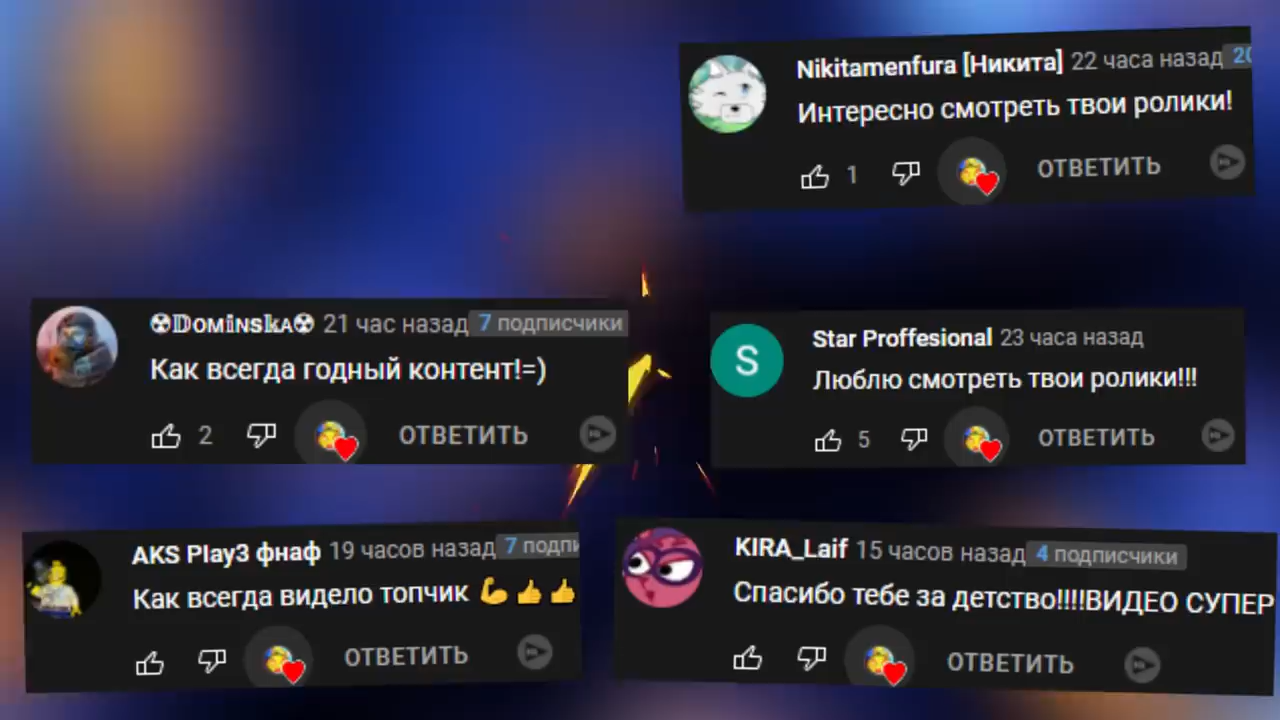 Nikitamenfura [Никита] 22 часа назад 20
Интересно смотреть твои ролики!
1 ОТВЕТИТЬ
☢𝔻ᴏᴍ𝕚ɴs𝕜ᴀ☢ 21 час назад 7 подписчики
Как всегда годный контент!=)
2 ОТВЕТИТЬ
Star Proffesional 23 часа назад
S
Люблю смотреть твои ролики!!!
5 ОТВЕТИТЬ
AKS Play3 фнаф 19 часов назад 7 подпи
Как всегда видело топчик 💪👍👍
ОТВЕТИТЬ
KIRA_Laif 15 часов назад 4 подписчики
Спасибо тебе за детство!!!!ВИДЕО СУПЕР
ОТВЕТИТЬ